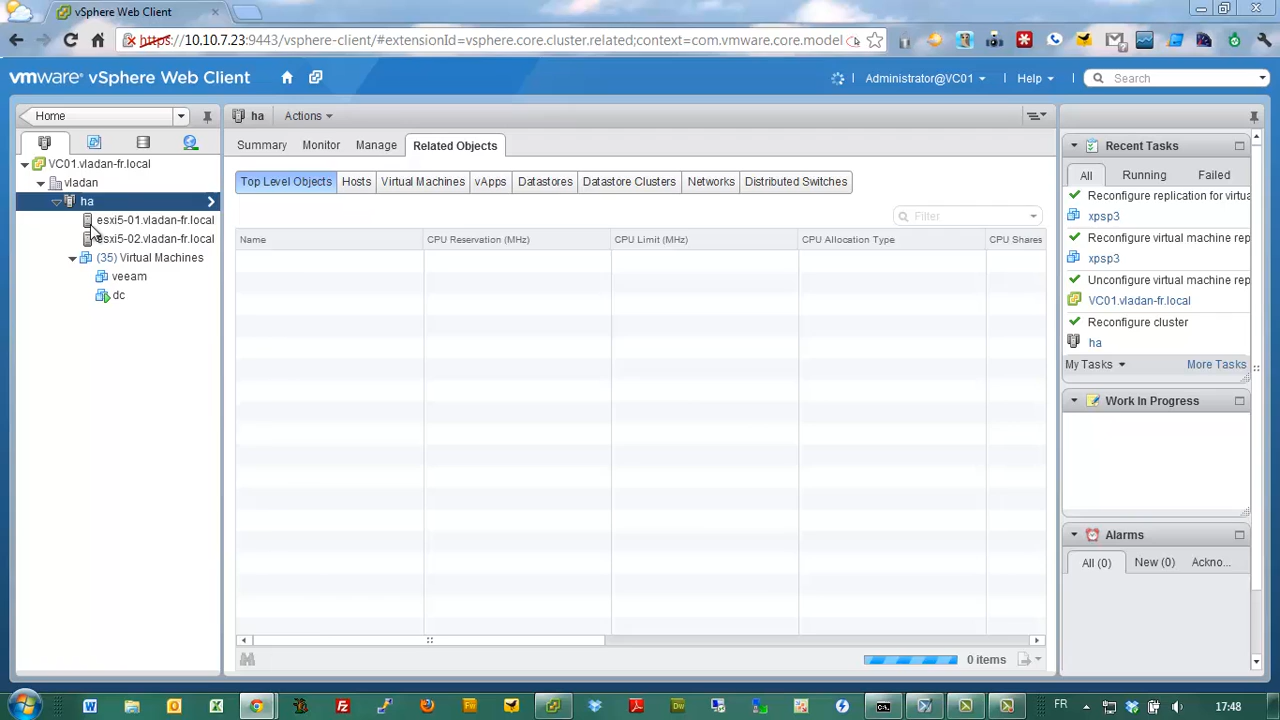 vSphere Web Client
https://10.10.7.23:9443/vsphere-client/#extensionId=vsphere.core.cluster.related;context=com.vmware.core.model
vmware vSphere Web Client
Administrator@VC01
Help
Search
Home
ha
Actions
Summary
Monitor
Manage
Related Objects
Top Level Objects
Hosts
Virtual Machines
vApps
Datastores
Datastore Clusters
Networks
Distributed Switches
VC01.vladan-fr.local
vladan
ha
esxi5-01.vladan-fr.local
esxi5-02.vladan-fr.local
(35) Virtual Machines
veeam
dc
Filter
Name
CPU Reservation (MHz)
CPU Limit (MHz)
CPU Allocation Type
CPU Shares
0 items
Recent Tasks
All
Running
Failed
Reconfigure replication for virtua
xpsp3
Reconfigure virtual machine rep
xpsp3
Unconfigure virtual machine rep
VC01.vladan-fr.local
Reconfigure cluster
ha
My Tasks
More Tasks
Work In Progress
Alarms
All (0)
New (0)
Ackno...
FR
17:48